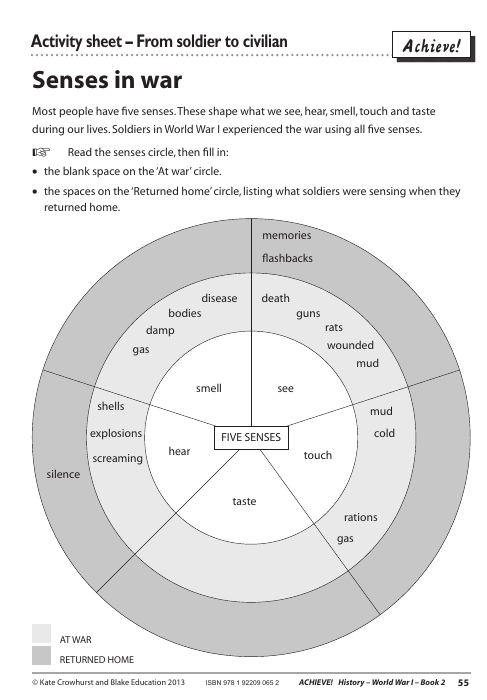 Activity sheet – From soldier to civilian
Achieve!
Senses in war
Most people have five senses. These shape what we see, hear, smell, touch and taste
during our lives. Soldiers in World War I experienced the war using all five senses.
Read the senses circle, then fill in:
• the blank space on the ‘At war’ circle.
• the spaces on the ‘Returned home’ circle, listing what soldiers were sensing when they
returned home.
memories
flashbacks
disease
bodies
damp
gas
death
guns
rats
wounded
mud
smell
see
shells
explosions
screaming
mud
cold
FIVE SENSES
hear
touch
silence
taste
rations
gas
AT WAR
RETURNED HOME
© Kate Crowhurst and Blake Education 2013 ISBN 978 1 92209 065 2 ACHIEVE! History – World War I – Book 2 55